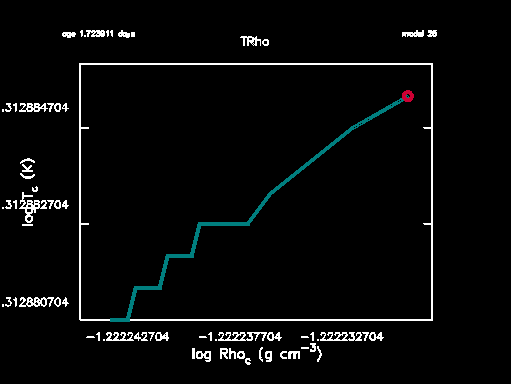 age 1.723911 days
model 25
TRho
.312884704
.312882704
.312880704
log T_c (K)
-1.222242704
-1.222237704
-1.222232704
log Rho_c (g cm^-3)